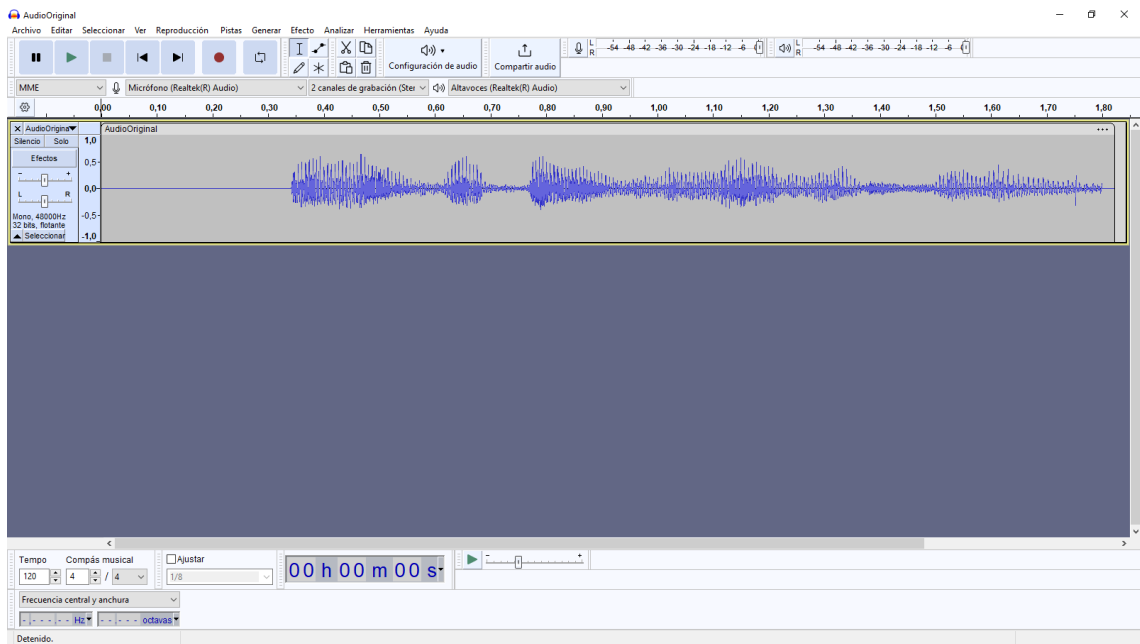 AudioOriginal
Archivo Editar Seleccionar Ver Reproducción Pistas Generar Efecto Analizar Herramientas Ayuda
Configuración de audio
Compartir audio
L R -54 -48 -42 -36 -30 -24 -18 -12 -6
L R -54 -48 -42 -36 -30 -24 -18 -12 -6
MME Micrófono (Realtek(R) Audio) 2 canales de grabación (Ster Altavoces (Realtek(R) Audio)
0,00 0,10 0,20 0,30 0,40 0,50 0,60 0,70 0,80 0,90 1,00 1,10 1,20 1,30 1,40 1,50 1,60 1,70 1,80
AudioOrigina AudioOriginal
Silencio Solo 1,0
Efectos 0,5
- +
0,0
L R
Mono, 48000Hz -0,5
32 bits, flotante
Seleccionar -1,0
Tempo Compás musical Ajustar
120 4 / 4 1/8 00 h 00 m 00 s
Frecuencia central y anchura
Hz octavas
Detenido.